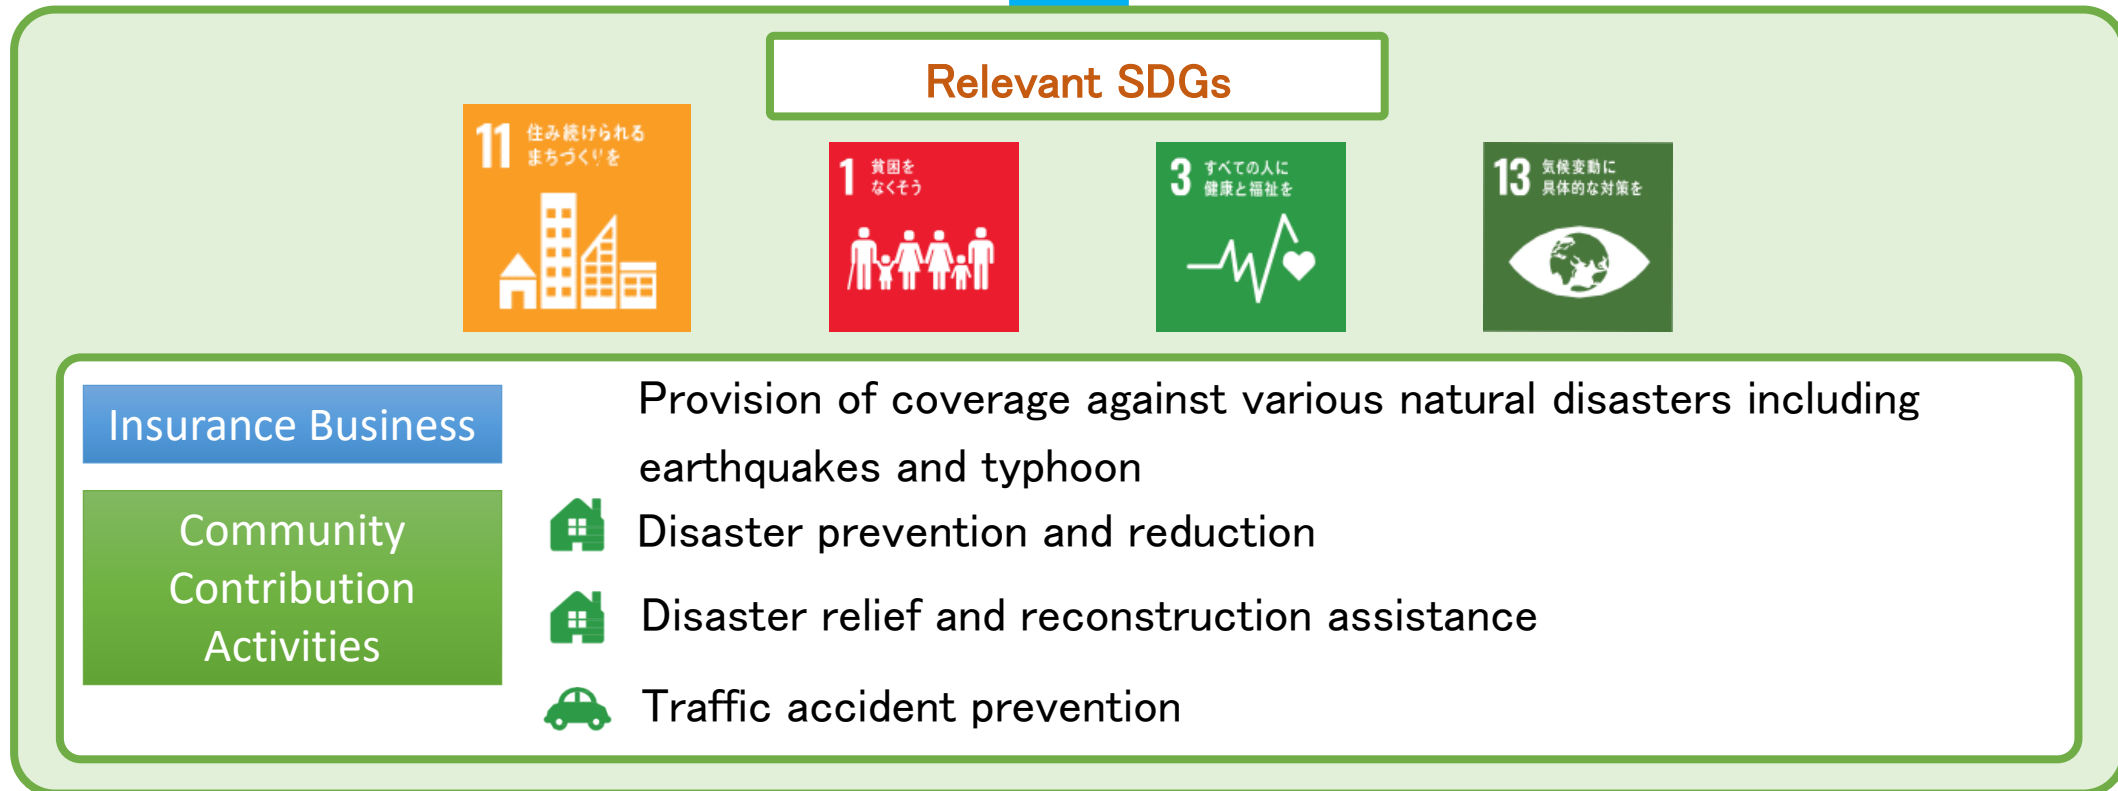 Relevant SDGs
11 住み続けられる
まちづくりを
1 貧困を
なくそう
3 すべての人に
健康と福祉を
13 気候変動に
具体的な対策を
Insurance Business
Provision of coverage against various natural disasters including
earthquakes and typhoon
Community
Contribution
Activities
Disaster prevention and reduction
Disaster relief and reconstruction assistance
Traffic accident prevention